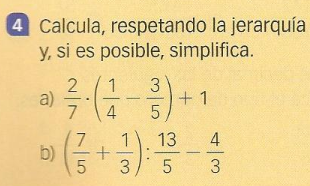 4 Calcula, respetando la jerarquía
y, si es posible, simplifica.
a) 2/7 · (1/4 − 3/5) + 1
b) (7/5 + 1/3) : 13/5 − 4/3